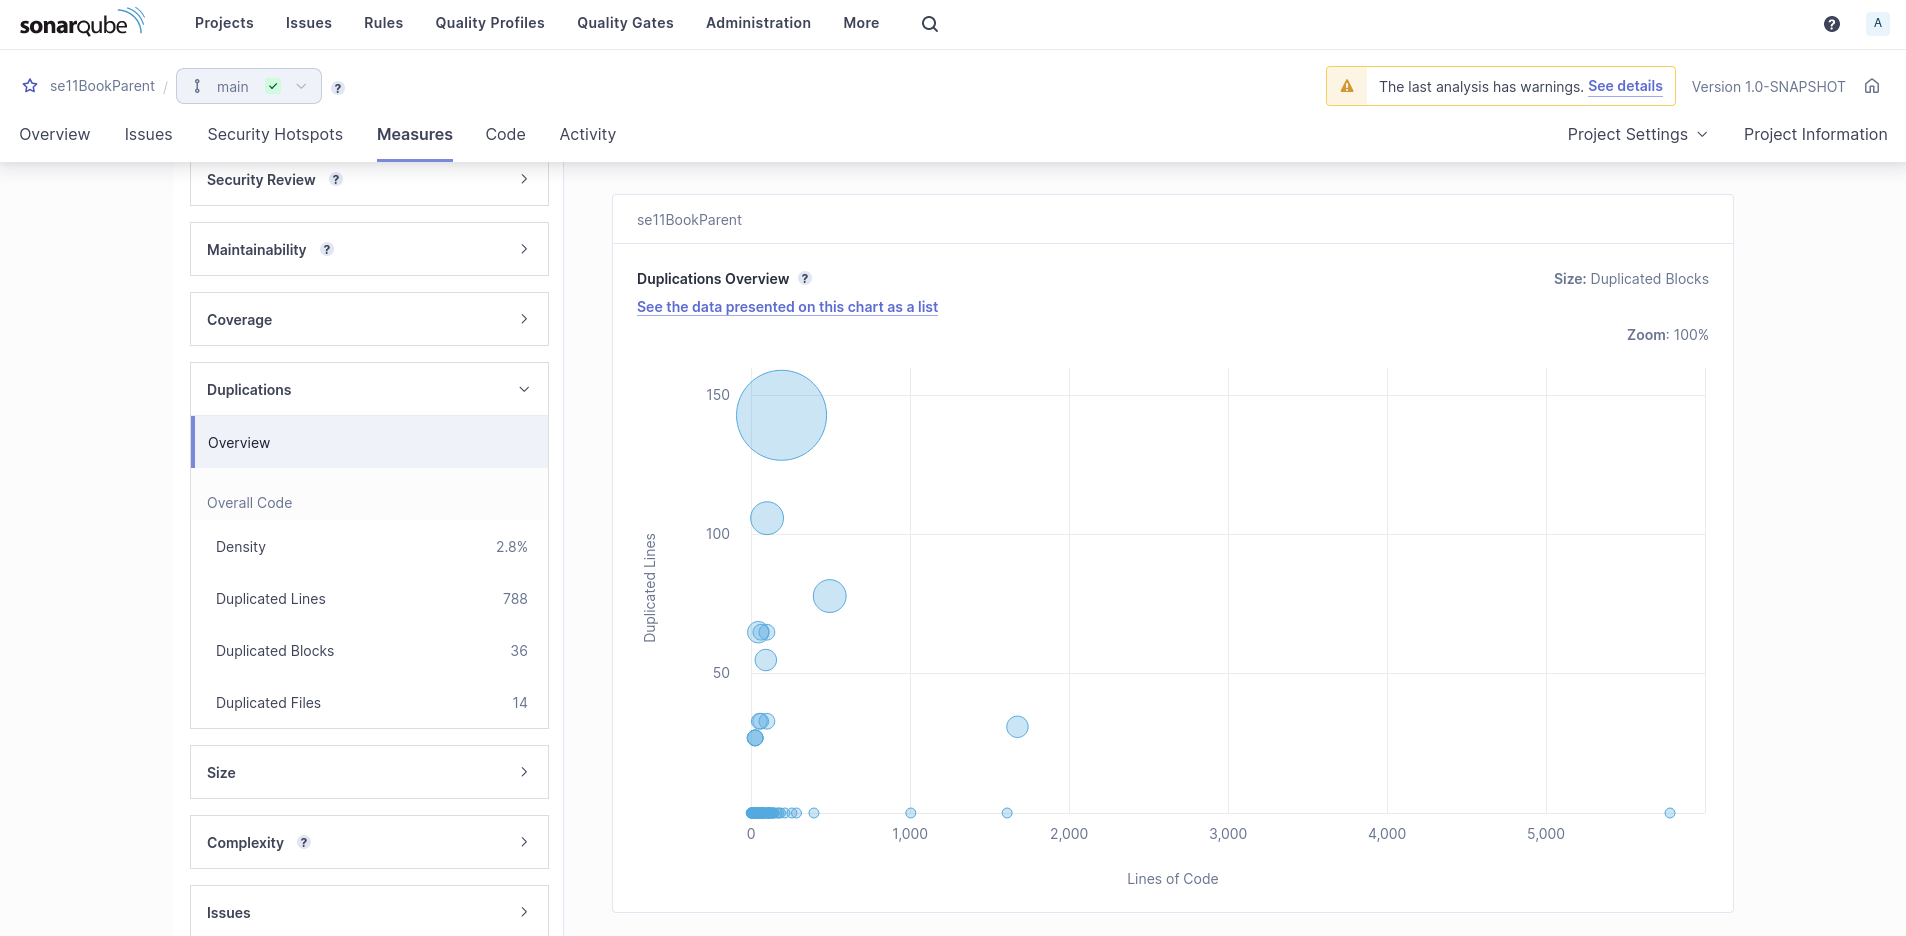 sonarqube
Projects Issues Rules Quality Profiles Quality Gates Administration More
? A
se11BookParent / main ?
The last analysis has warnings. See details Version 1.0-SNAPSHOT
Overview Issues Security Hotspots Measures Code Activity
Project Settings Project Information
Security Review ?
Maintainability ?
Coverage
Duplications
Overview
Overall Code
Density 2.8%
Duplicated Lines 788
Duplicated Blocks 36
Duplicated Files 14
Size
Complexity ?
Issues
se11BookParent
Duplications Overview ? Size: Duplicated Blocks
See the data presented on this chart as a list
Zoom: 100%
150
100
50
Duplicated Lines
0 1,000 2,000 3,000 4,000 5,000
Lines of Code